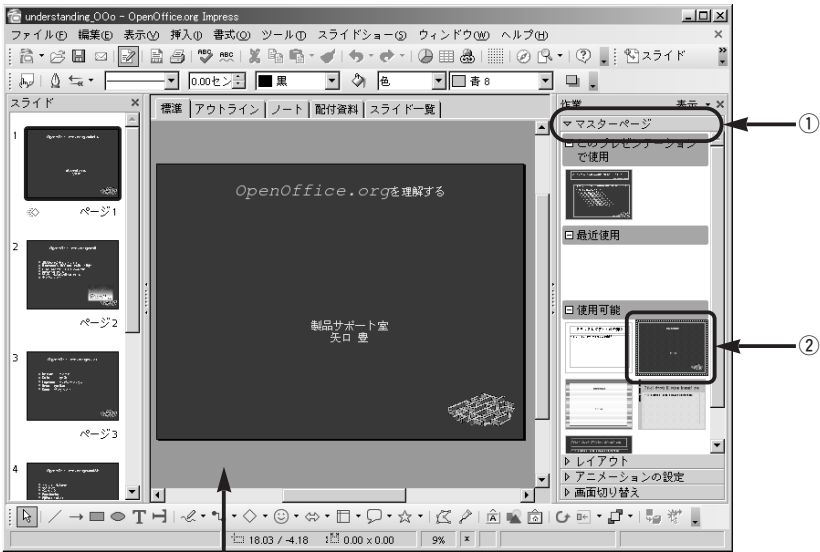 understanding_OOo - OpenOffice.org Impress
ファイル(F) 編集(E) 表示(V) 挿入(I) 書式(O) ツール(T) スライドショー(S) ウィンドウ(W) ヘルプ(H)
スライド
0.00セン 黒 色 青 8
スライド
標準 アウトライン ノート 配付資料 スライド一覧
作業 表示
マスターページ
①
このプレゼンテーションで使用
最近使用
使用可能
②
レイアウト
アニメーションの設定
画面切り替え
1
ページ1
2
ページ2
3
ページ3
4
OpenOffice.orgを理解する
製品サポート室
矢口 豊
18.03 / -4.18 0.00 x 0.00 9% *